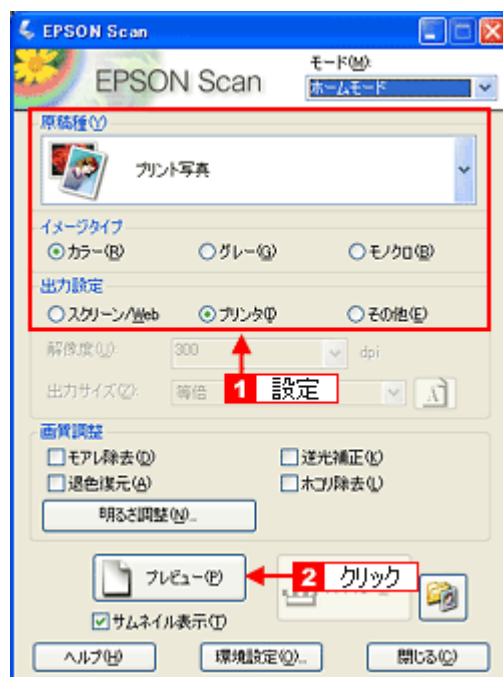 EPSON Scan
EPSON Scan
モード(M):
ホームモード
原稿種(Y)
プリント写真
イメージタイプ
カラー(R) グレー(G) モノクロ(B)
出力設定
スクリーン/Web プリンタ(I) その他(E)
解像度(U): 300 dpi
出力サイズ(Z): 等倍
1 設定
画質調整
モアレ除去(D) 逆光補正(K)
退色復元(A) ホコリ除去(L)
明るさ調整(N)...
プレビュー(P)
2 クリック
サムネイル表示(T)
ヘルプ(H) 環境設定(O)... 閉じる(C)